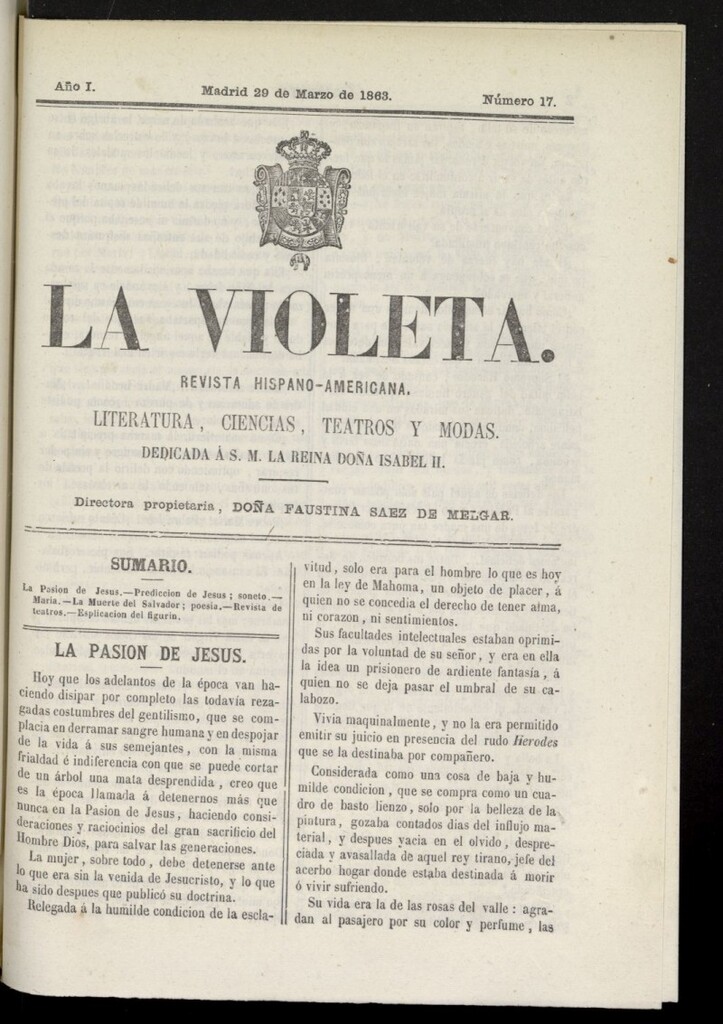 Año I.
Madrid 29 de Marzo de 1863.
Número 17.
LA VIOLETA.
REVISTA HISPANO-AMERICANA.
LITERATURA, CIENCIAS, TEATROS Y MODAS.
DEDICADA Á S. M. LA REINA DOÑA ISABEL II.
Directora propietaria, DOÑA FAUSTINA SAEZ DE MELGAR.
SUMARIO.
La Pasion de Jesus.—Prediccion de Jesus; soneto.—
Maria.—La Muerte del Salvador; poesia.—Revista de
teatros.—Esplicacion del figurin.
LA PASION DE JESUS.
Hoy que los adelantos de la época van ha-
ciendo disipar por completo las todavía reza-
gadas costumbres del gentilismo, que se com-
placia en derramar sangre humana y en despojar
de la vida á sus semejantes, con la misma
frialdad é indiferencia con que se puede cortar
de un árbol una mata desprendida, creo que
es la época llamada á detenernos más que
nunca en la Pasion de Jesus, haciendo consi-
deraciones y raciocinios del gran sacrificio del
Hombre Dios, para salvar las generaciones.
La mujer, sobre todo, debe detenerse ante
lo que era sin la venida de Jesucristo, y lo que
ha sido despues que publicó su doctrina.
Relegada á la humilde condicion de la escla-
vitud, solo era para el hombre lo que es hoy
en la ley de Mahoma, un objeto de placer, á
quien no se concedia el derecho de tener alma,
ni corazon, ni sentimientos.
Sus facultades intelectuales estaban oprimi-
das por la voluntad de su señor, y era en ella
la idea un prisionero de ardiente fantasía, á
quien no se deja pasar el umbral de su ca-
labozo.
Vivia maquinalmente, y no la era permitido
emitir su juicio en presencia del rudo Herodes
que se la destinaba por compañero.
Considerada como una cosa de baja y hu-
milde condicion, que se compra como un cua-
dro de basto lienzo, solo por la belleza de la
pintura, gozaba contados dias del influjo ma-
terial, y despues yacia en el olvido, despre-
ciada y avasallada de aquel rey tirano, jefe del
acerbo hogar donde estaba destinada á morir
ó vivir sufriendo.
Su vida era la de las rosas del valle: agra-
dan al pasajero por su color y perfume, las